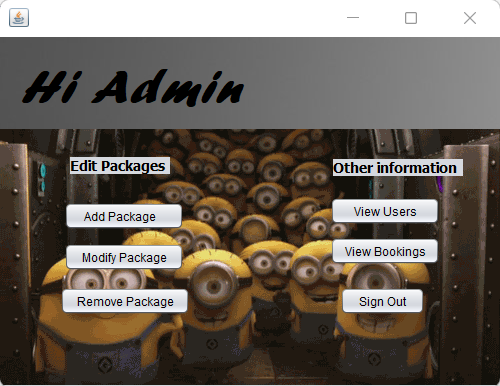 Hi Admin
Edit Packages
Other information
Add Package
View Users
Modify Package
View Bookings
Remove Package
Sign Out